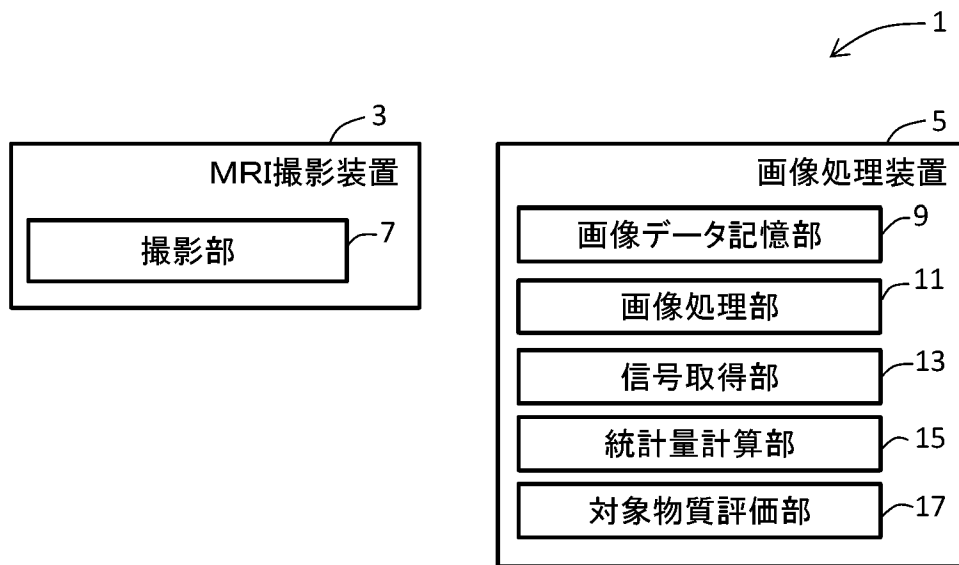 1
3
MRI撮影装置
撮影部
7
5
画像処理装置
画像データ記憶部
9
画像処理部
11
信号取得部
13
統計量計算部
15
対象物質評価部
17